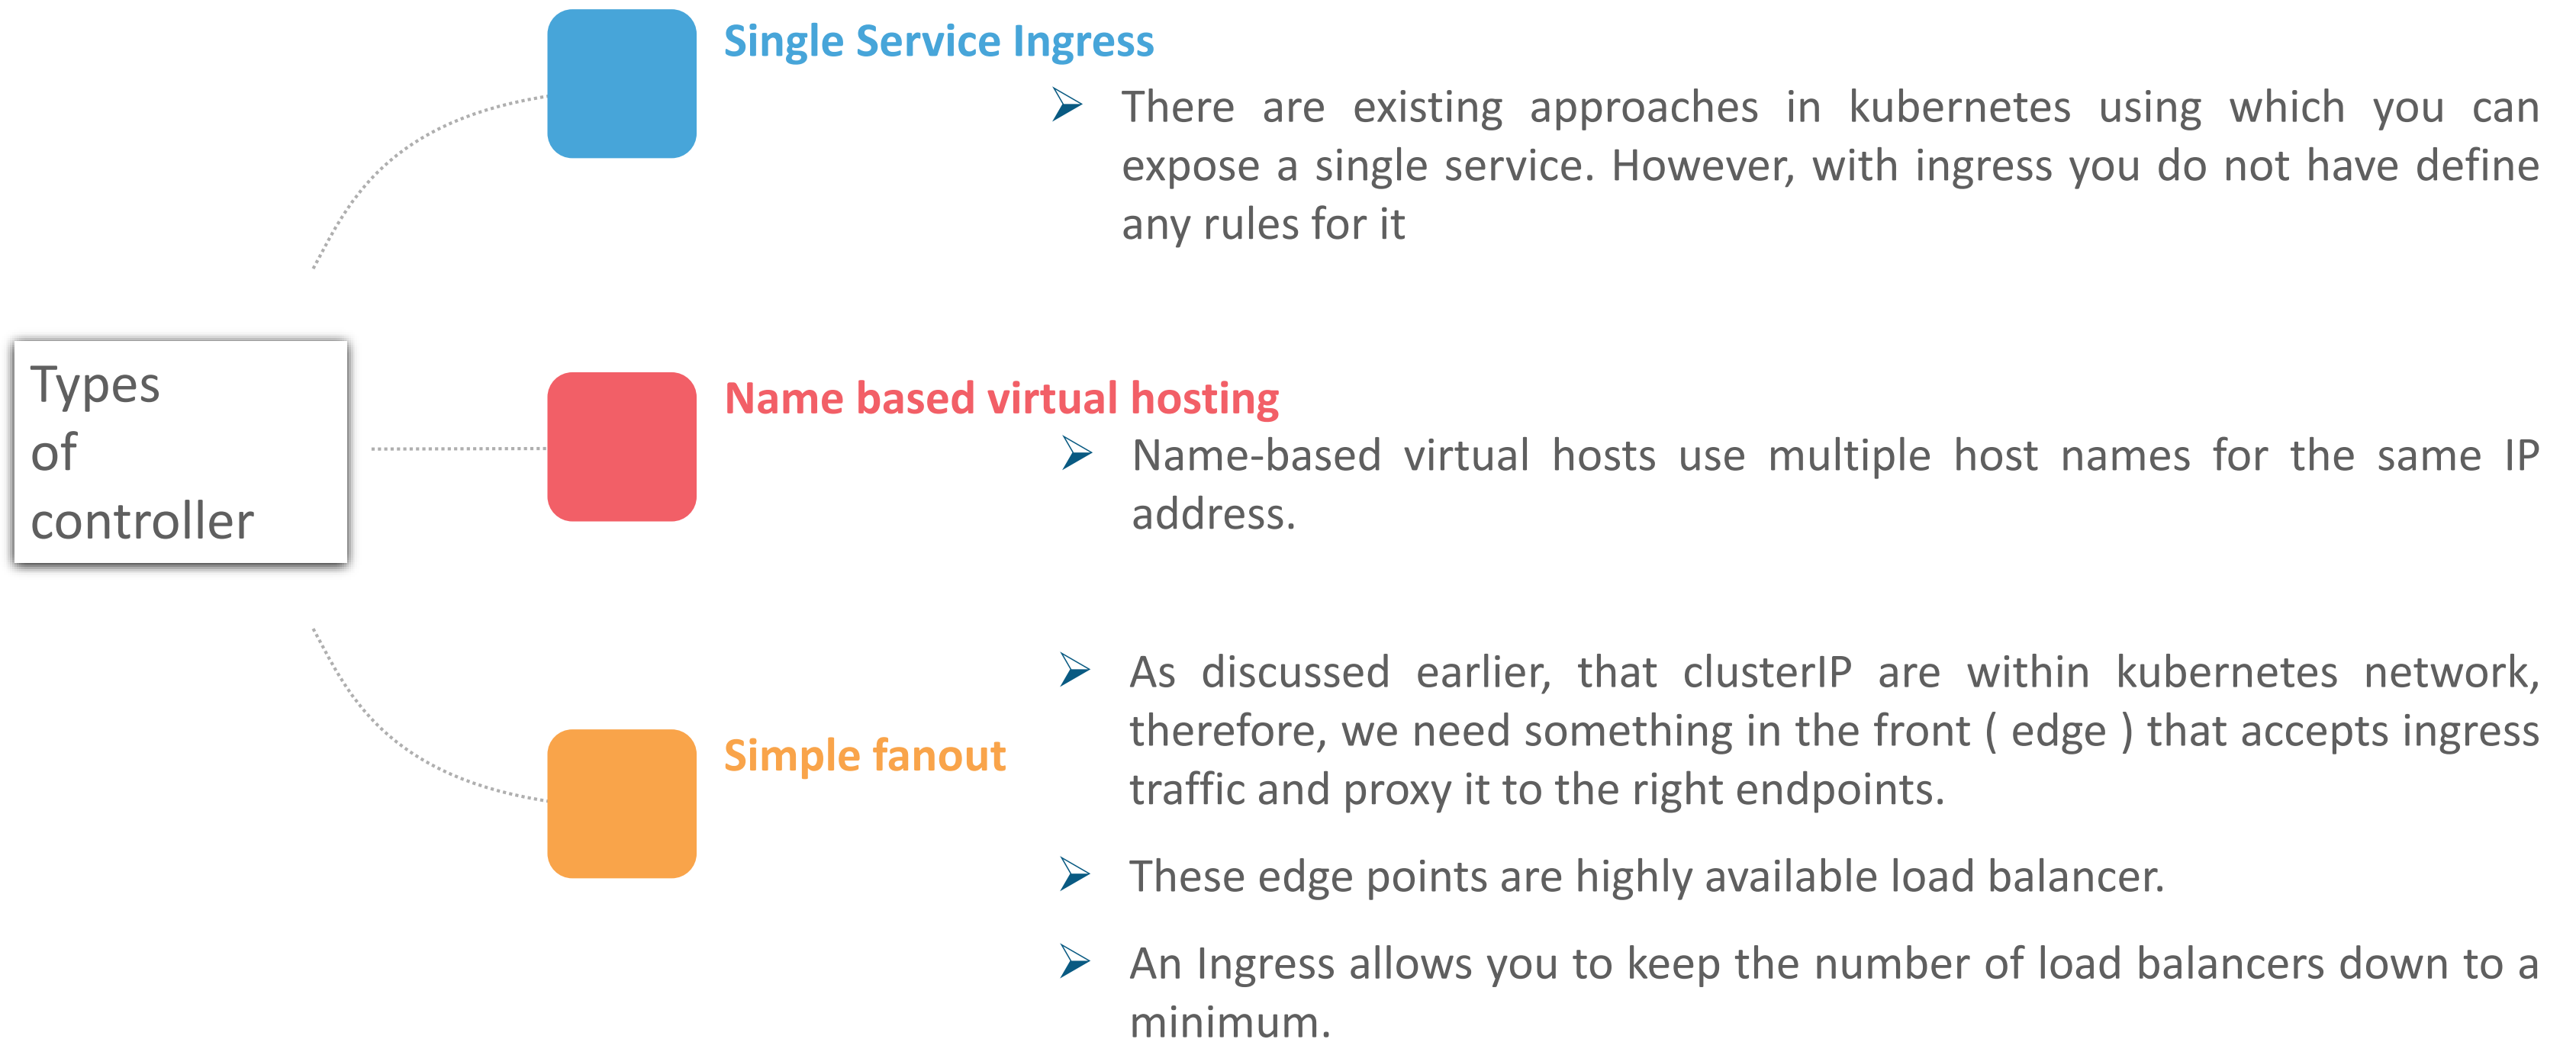 Types
of
controller
Single Service Ingress
There are existing approaches in kubernetes using which you can
expose a single service. However, with ingress you do not have define
any rules for it
Name based virtual hosting
Name-based virtual hosts use multiple host names for the same IP
address.
Simple fanout
As discussed earlier, that clusterIP are within kubernetes network,
therefore, we need something in the front ( edge ) that accepts ingress
traffic and proxy it to the right endpoints.
These edge points are highly available load balancer.
An Ingress allows you to keep the number of load balancers down to a
minimum.